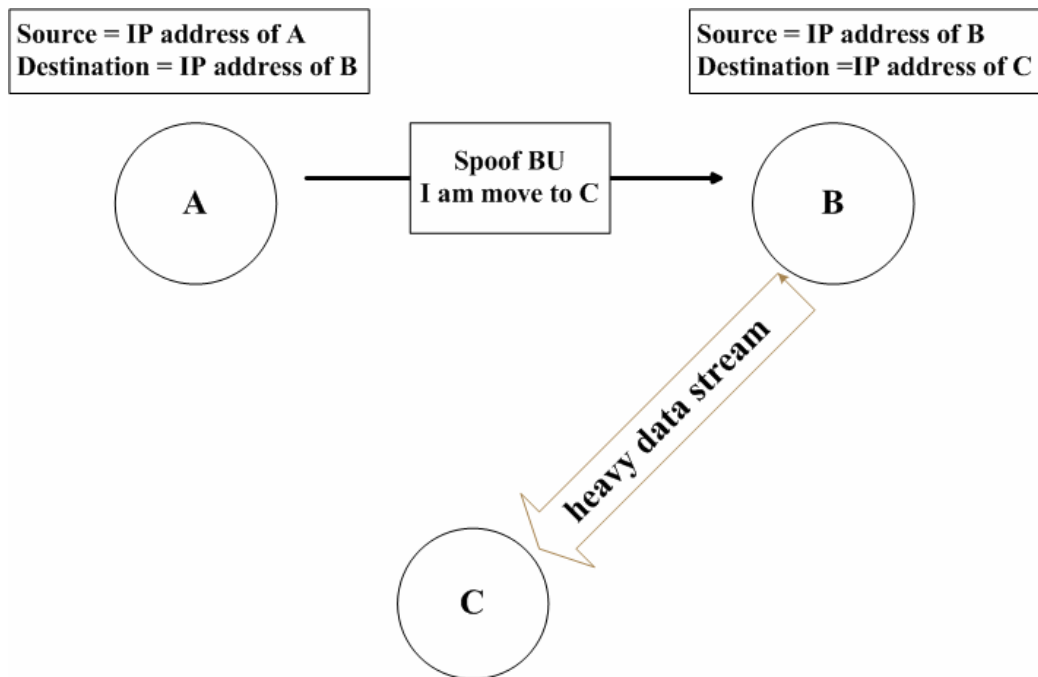 Source = IP address of A
Destination = IP address of B
Source = IP address of B
Destination =IP address of C
A
Spoof BU
I am move to C
B
heavy data stream
C